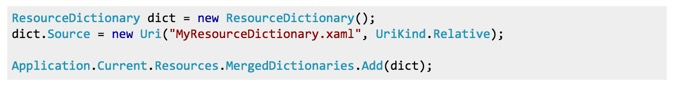 ResourceDictionary dict = new ResourceDictionary();
dict.Source = new Uri("MyResourceDictionary.xaml", UriKind.Relative);
Application.Current.Resources.MergedDictionaries.Add(dict);